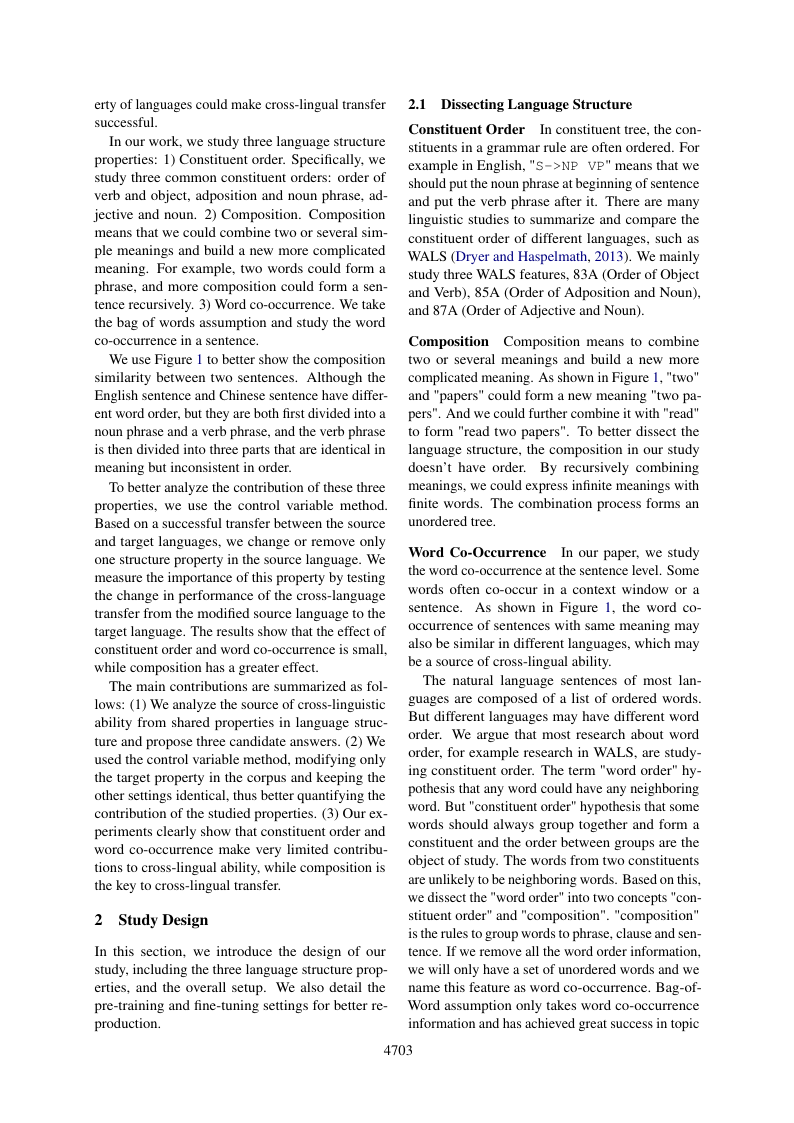 erty of languages could make cross-lingual transfer
successful.
In our work, we study three language structure
properties: 1) Constituent order. Specifically, we
study three common constituent orders: order of
verb and object, adposition and noun phrase, ad-
jective and noun. 2) Composition. Composition
means that we could combine two or several sim-
ple meanings and build a new more complicated
meaning. For example, two words could form a
phrase, and more composition could form a sen-
tence recursively. 3) Word co-occurrence. We take
the bag of words assumption and study the word
co-occurrence in a sentence.
We use Figure 1 to better show the composition
similarity between two sentences. Although the
English sentence and Chinese sentence have differ-
ent word order, but they are both first divided into a
noun phrase and a verb phrase, and the verb phrase
is then divided into three parts that are identical in
meaning but inconsistent in order.
To better analyze the contribution of these three
properties, we use the control variable method.
Based on a successful transfer between the source
and target languages, we change or remove only
one structure property in the source language. We
measure the importance of this property by testing
the change in performance of the cross-language
transfer from the modified source language to the
target language. The results show that the effect of
constituent order and word co-occurrence is small,
while composition has a greater effect.
The main contributions are summarized as fol-
lows: (1) We analyze the source of cross-linguistic
ability from shared properties in language struc-
ture and propose three candidate answers. (2) We
used the control variable method, modifying only
the target property in the corpus and keeping the
other settings identical, thus better quantifying the
contribution of the studied properties. (3) Our ex-
periments clearly show that constituent order and
word co-occurrence make very limited contribu-
tions to cross-lingual ability, while composition is
the key to cross-lingual transfer.
2 Study Design
In this section, we introduce the design of our
study, including the three language structure prop-
erties, and the overall setup. We also detail the
pre-training and fine-tuning settings for better re-
production.
2.1 Dissecting Language Structure
Constituent Order In constituent tree, the con-
stituents in a grammar rule are often ordered. For
example in English, "S->NP VP" means that we
should put the noun phrase at beginning of sentence
and put the verb phrase after it. There are many
linguistic studies to summarize and compare the
constituent order of different languages, such as
WALS (Dryer and Haspelmath, 2013). We mainly
study three WALS features, 83A (Order of Object
and Verb), 85A (Order of Adposition and Noun),
and 87A (Order of Adjective and Noun).
Composition Composition means to combine
two or several meanings and build a new more
complicated meaning. As shown in Figure 1, "two"
and "papers" could form a new meaning "two pa-
pers". And we could further combine it with "read"
to form "read two papers". To better dissect the
language structure, the composition in our study
doesn't have order. By recursively combining
meanings, we could express infinite meanings with
finite words. The combination process forms an
unordered tree.
Word Co-Occurrence In our paper, we study
the word co-occurrence at the sentence level. Some
words often co-occur in a context window or a
sentence. As shown in Figure 1, the word co-
occurrence of sentences with same meaning may
also be similar in different languages, which may
be a source of cross-lingual ability.
The natural language sentences of most lan-
guages are composed of a list of ordered words.
But different languages may have different word
order. We argue that most research about word
order, for example research in WALS, are study-
ing constituent order. The term "word order" hy-
pothesis that any word could have any neighboring
word. But "constituent order" hypothesis that some
words should always group together and form a
constituent and the order between groups are the
object of study. The words from two constituents
are unlikely to be neighboring words. Based on this,
we dissect the "word order" into two concepts "con-
stituent order" and "composition". "composition"
is the rules to group words to phrase, clause and sen-
tence. If we remove all the word order information,
we will only have a set of unordered words and we
name this feature as word co-occurrence. Bag-of-
Word assumption only takes word co-occurrence
information and has achieved great success in topic
4703